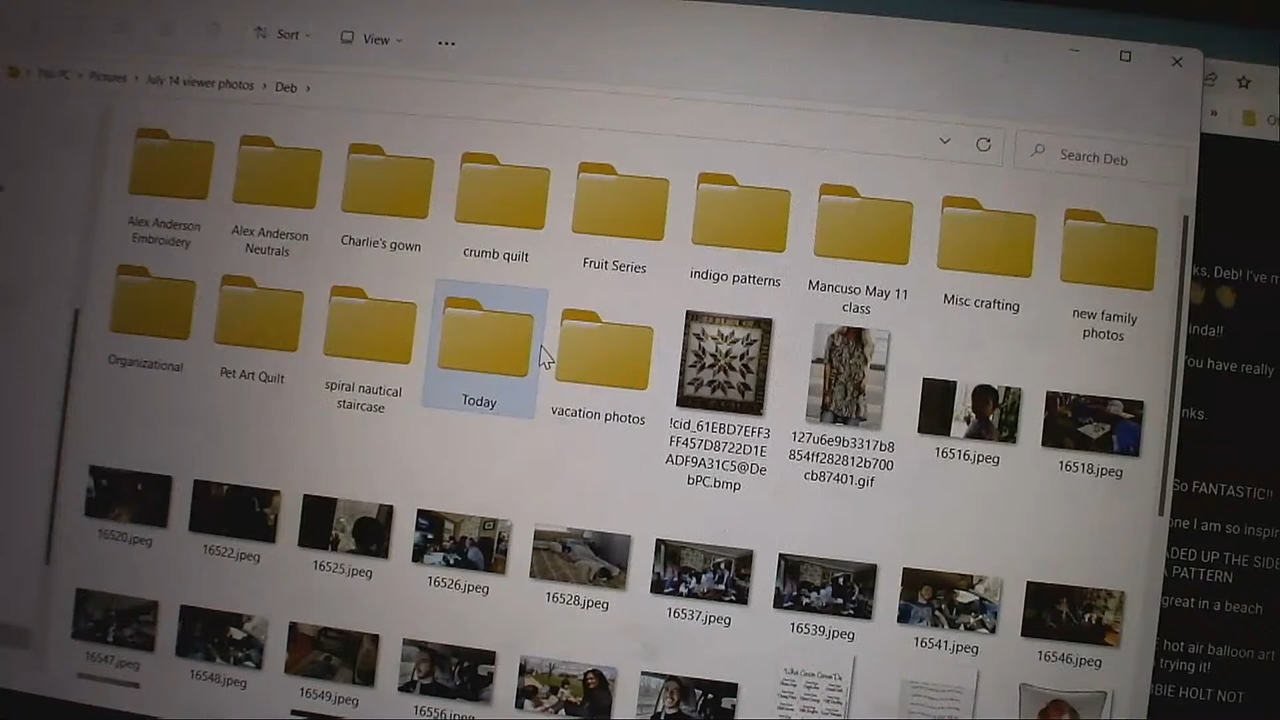 Sort
View
...
This PC > Pictures > July 14 viewer photos > Deb >
Search Deb
Alex Anderson
Embroidery
Alex Anderson
Neutrals
Charlie's gown
crumb quilt
Fruit Series
indigo patterns
Mancuso May 11
class
Misc crafting
new family
photos
Organizational
Pet Art Quilt
spiral nautical
staircase
Today
vacation photos
!cid_61EBD7EFF3
FF457D8722D1E
ADF9A31C5@De
bPC.bmp
127u6e9b3317b8
854ff282812b700
cb87401.gif
16516.jpeg
16518.jpeg
16520.jpeg
16522.jpeg
16525.jpeg
16526.jpeg
16528.jpeg
16537.jpeg
16539.jpeg
16541.jpeg
16546.jpeg
16547.jpeg
16548.jpeg
16549.jpeg
16556.jpeg
ks, Deb! I've m
inda!!
You have really
nks.
So FANTASTIC!!
one I am so inspir
ADED UP THE SIDE
A PATTERN
great in a beach
E hot air balloon art
trying it!
BIE HOLT NOT